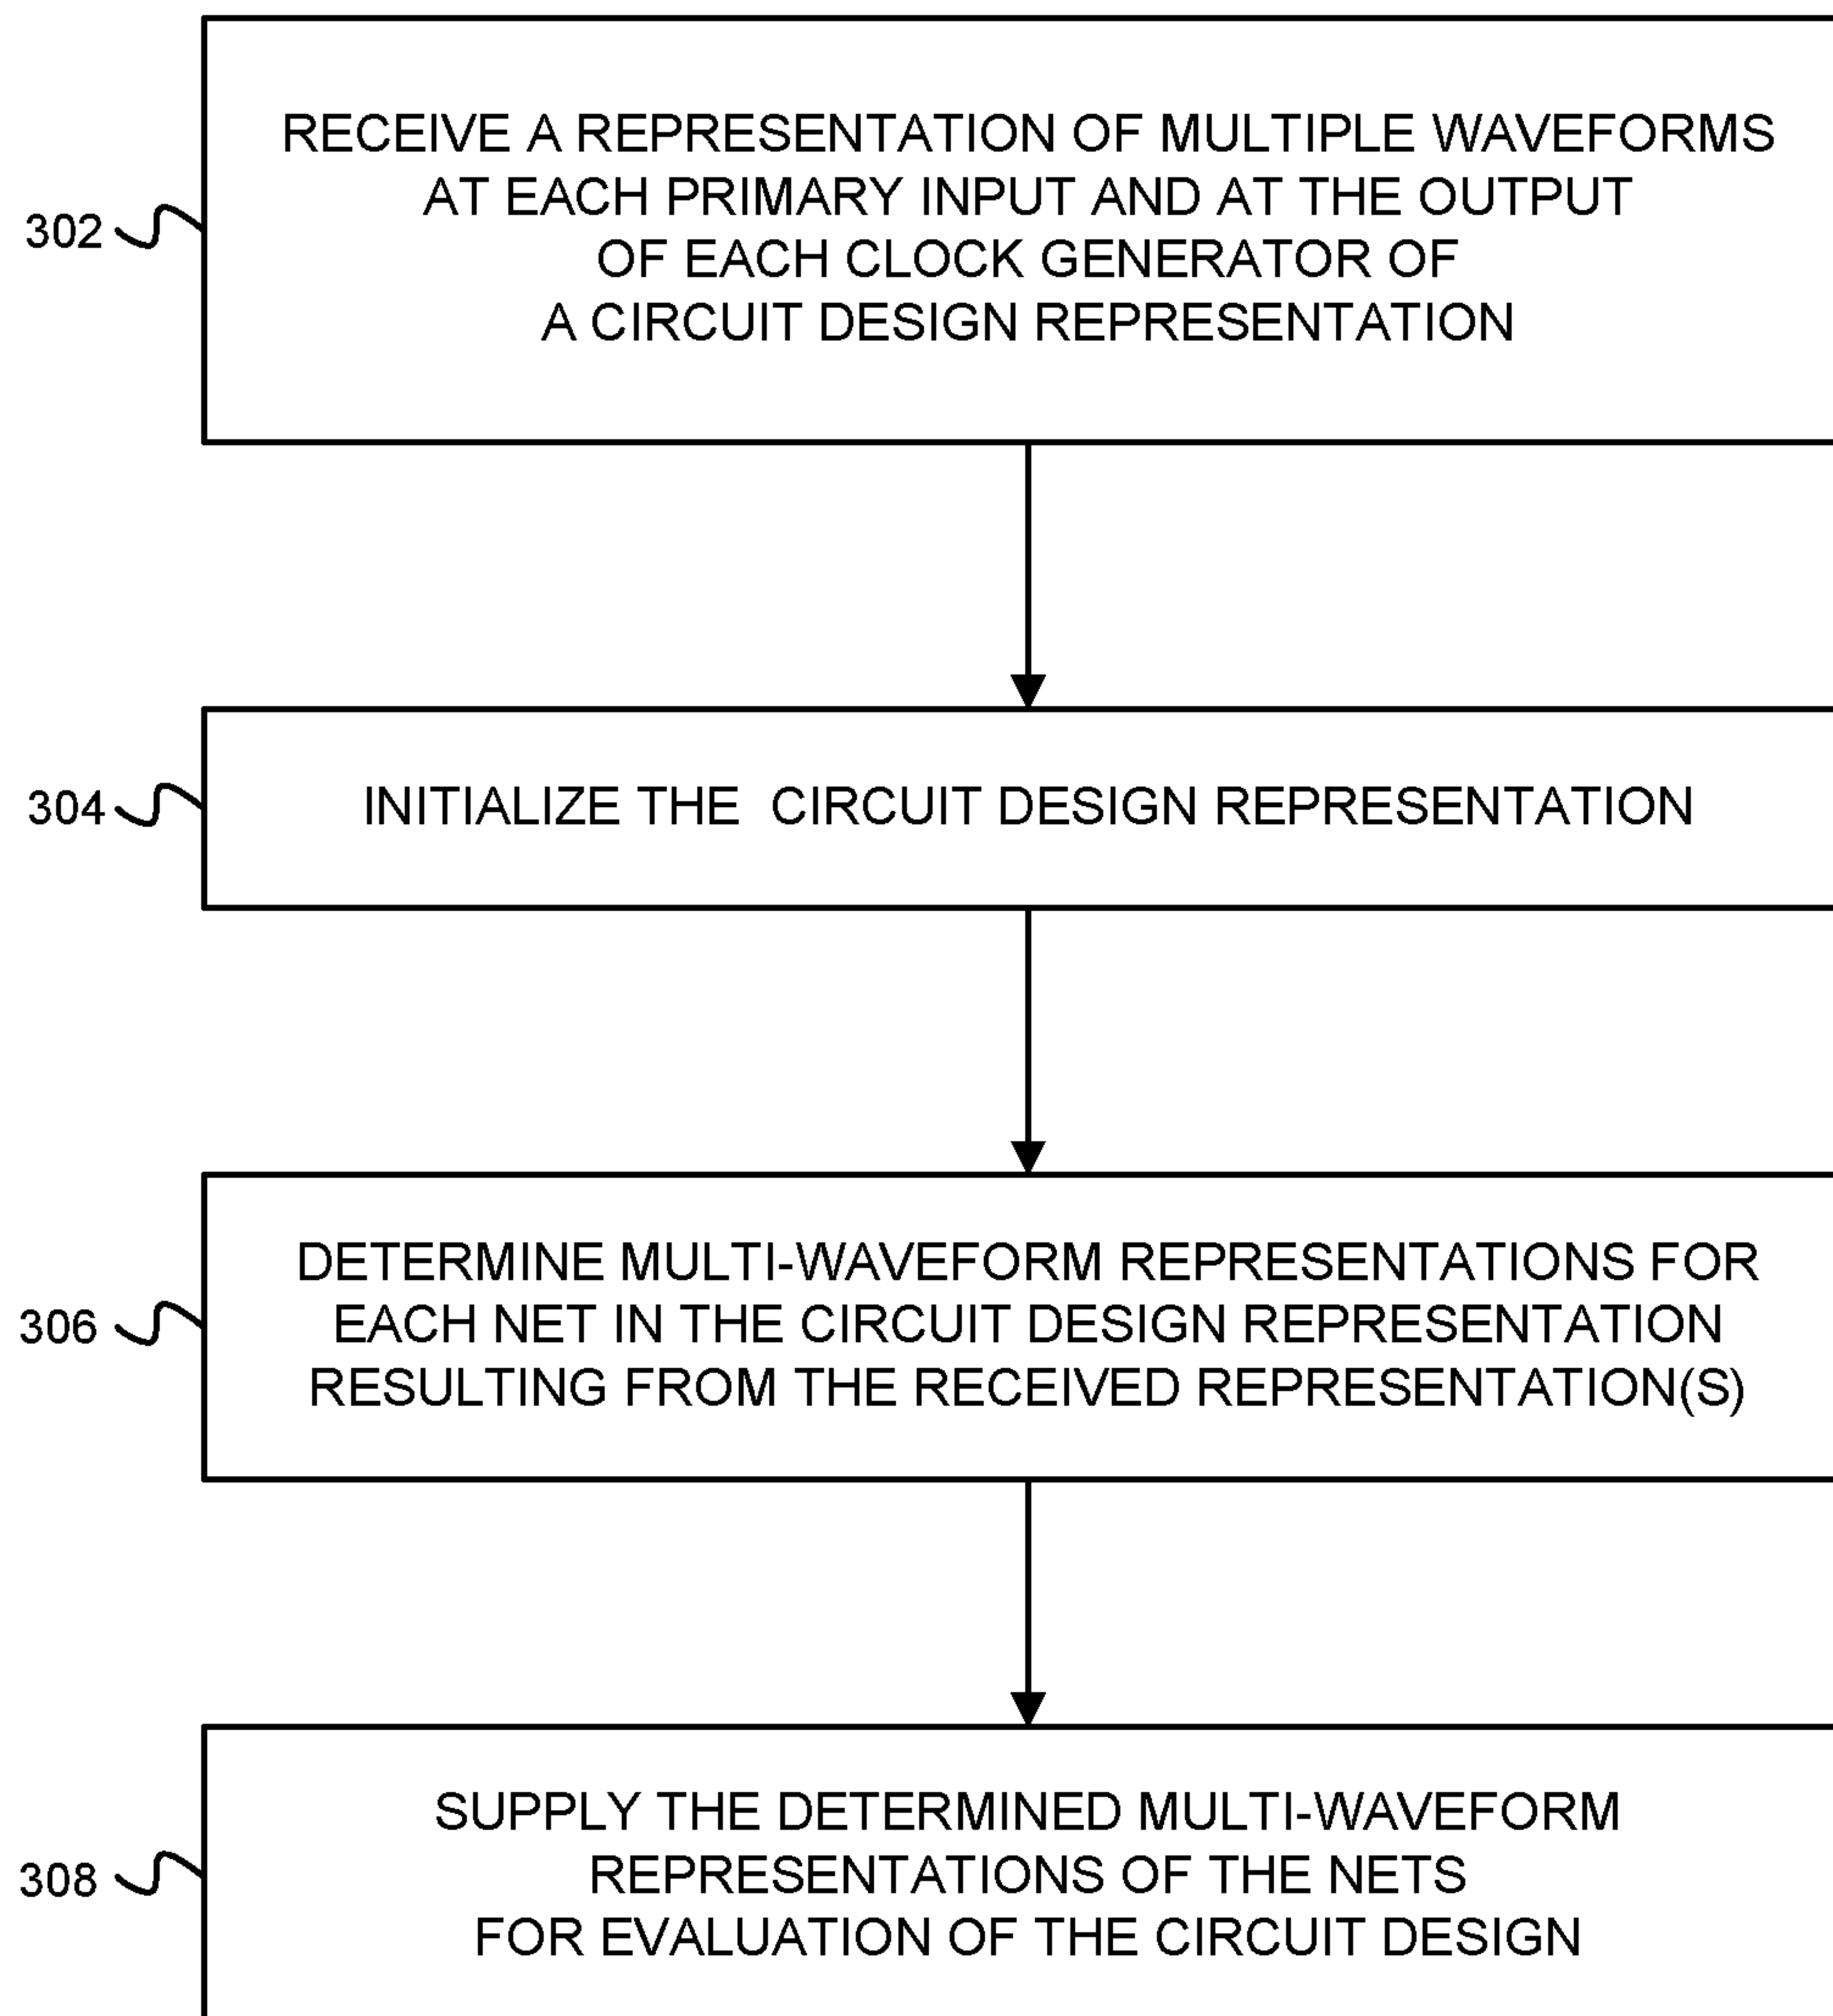 RECEIVE A REPRESENTATION OF MULTIPLE WAVEFORMS
AT EACH PRIMARY INPUT AND AT THE OUTPUT
OF EACH CLOCK GENERATOR OF
A CIRCUIT DESIGN REPRESENTATION
302
INITIALIZE THE CIRCUIT DESIGN REPRESENTATION
304
DETERMINE MULTI-WAVEFORM REPRESENTATIONS FOR
EACH NET IN THE CIRCUIT DESIGN REPRESENTATION
RESULTING FROM THE RECEIVED REPRESENTATION(S)
306
SUPPLY THE DETERMINED MULTI-WAVEFORM
REPRESENTATIONS OF THE NETS
FOR EVALUATION OF THE CIRCUIT DESIGN
308